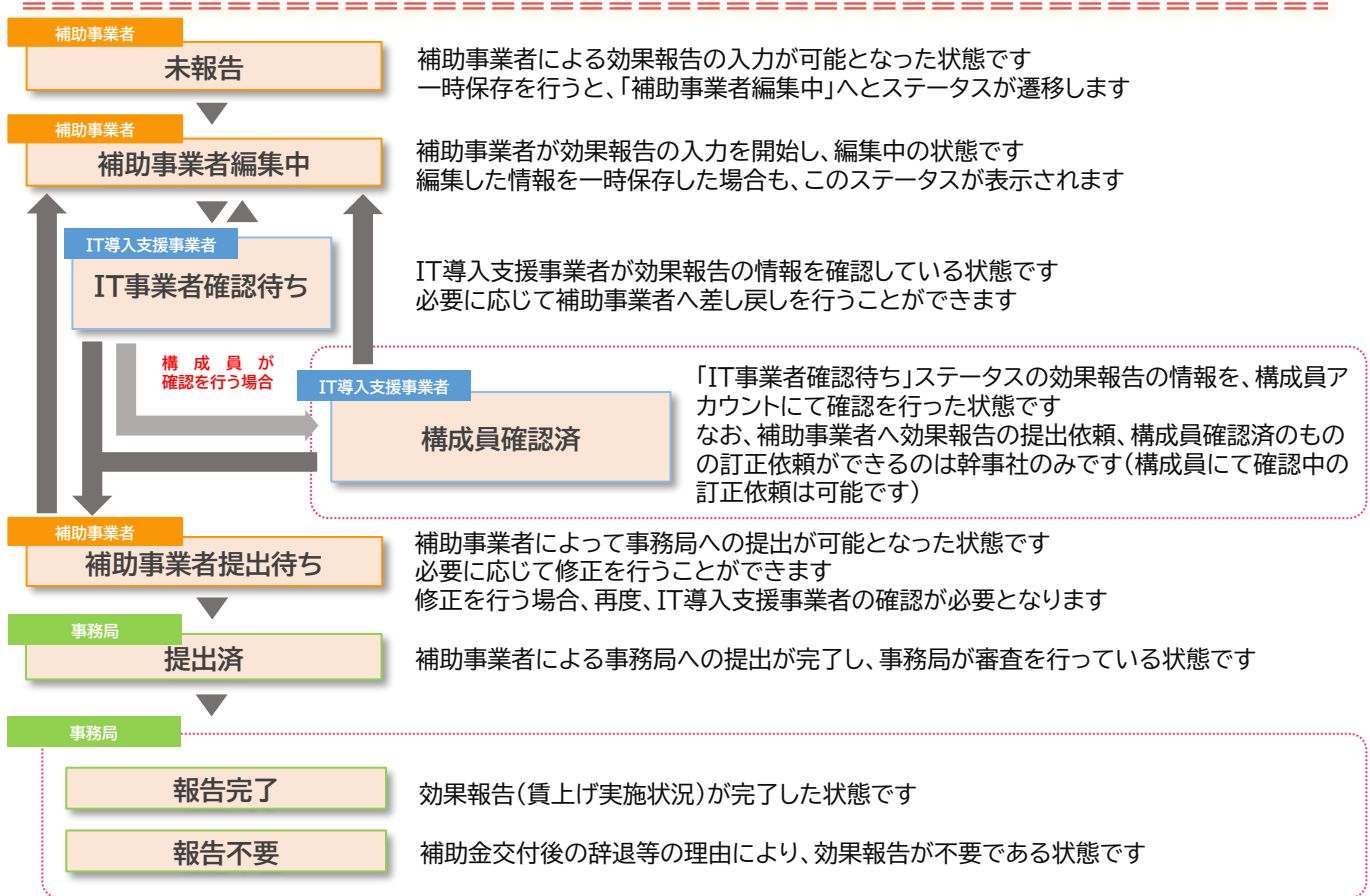 補助事業者
未報告
補助事業者による効果報告の入力が可能となった状態です
一時保存を行うと、「補助事業者編集中」へとステータスが遷移します
補助事業者
補助事業者編集中
補助事業者が効果報告の入力を開始し、編集中の状態です
編集した情報を一時保存した場合も、このステータスが表示されます
IT導入支援事業者
IT事業者確認待ち
IT導入支援事業者が効果報告の情報を確認している状態です
必要に応じて補助事業者へ差し戻しを行うことができます
構成員が
確認を行う場合
IT導入支援事業者
構成員確認済
「IT事業者確認待ち」ステータスの効果報告の情報を、構成員ア
カウントにて確認を行った状態です
なお、補助事業者へ効果報告の提出依頼、構成員確認済のもの
の訂正依頼ができるのは幹事社のみです(構成員にて確認中の
訂正依頼は可能です)
補助事業者
補助事業者提出待ち
補助事業者によって事務局への提出が可能となった状態です
必要に応じて修正を行うことができます
修正を行う場合、再度、IT導入支援事業者の確認が必要となります
事務局
提出済
補助事業者による事務局への提出が完了し、事務局が審査を行っている状態です
事務局
報告完了
効果報告(賃上げ実施状況)が完了した状態です
報告不要
補助金交付後の辞退等の理由により、効果報告が不要である状態です